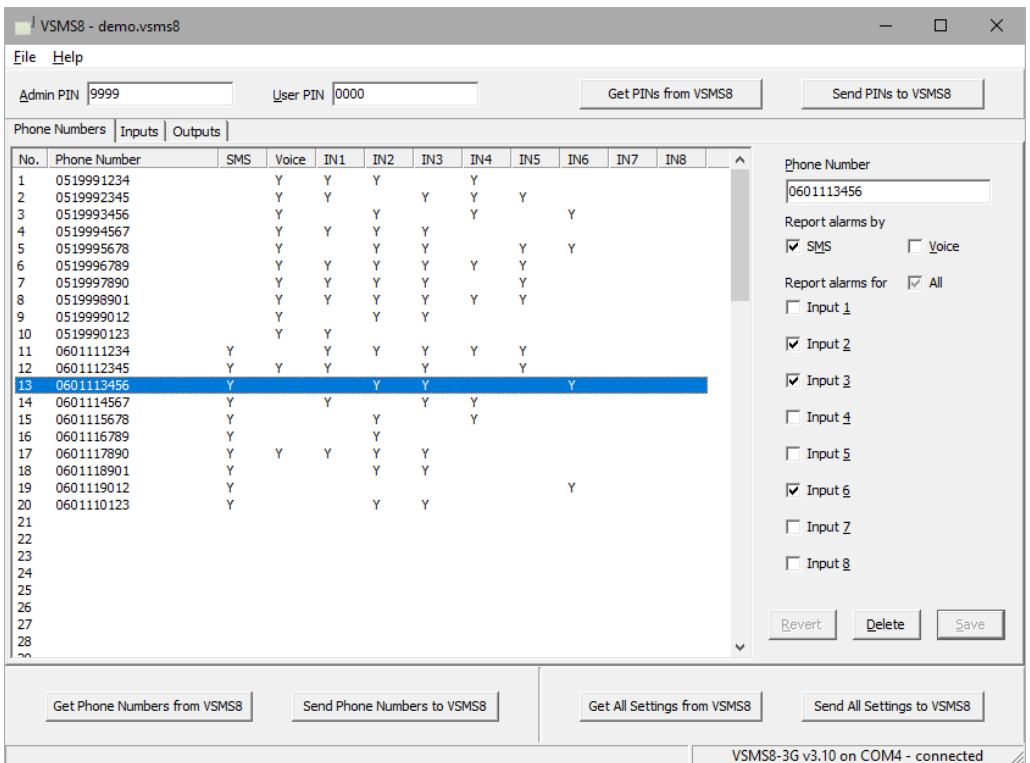 VSMS8 - demo.vsms8
File Help
Admin PIN 9999 User PIN 0000 Get PINs from VSMS8 Send PINs to VSMS8
Phone Numbers Inputs Outputs
No. Phone Number SMS Voice IN1 IN2 IN3 IN4 IN5 IN6 IN7 IN8
1 0519991234 Y Y Y Y
2 0519992345 Y Y Y Y Y
3 0519993456 Y Y Y Y
4 0519994567 Y Y Y Y
5 0519995678 Y Y Y Y Y
6 0519996789 Y Y Y Y Y Y
7 0519997890 Y Y Y Y Y
8 0519998901 Y Y Y Y Y Y
9 0519999012 Y Y Y
10 0519990123 Y Y
11 0601111234 Y Y Y Y Y Y
12 0601112345 Y Y Y Y Y
13 0601113456 Y Y Y Y
14 0601114567 Y Y Y Y
15 0601115678 Y Y Y
16 0601116789 Y Y
17 0601117890 Y Y Y Y Y
18 0601118901 Y Y Y
19 0601119012 Y Y
20 0601110123 Y Y Y
21
22
23
24
25
26
27
28
Phone Number
0601113456
Report alarms by
SMS Voice
Report alarms for All
Input 1
Input 2
Input 3
Input 4
Input 5
Input 6
Input 7
Input 8
Revert Delete Save
Get Phone Numbers from VSMS8 Send Phone Numbers to VSMS8 Get All Settings from VSMS8 Send All Settings to VSMS8
VSMS8-3G v3.10 on COM4 - connected